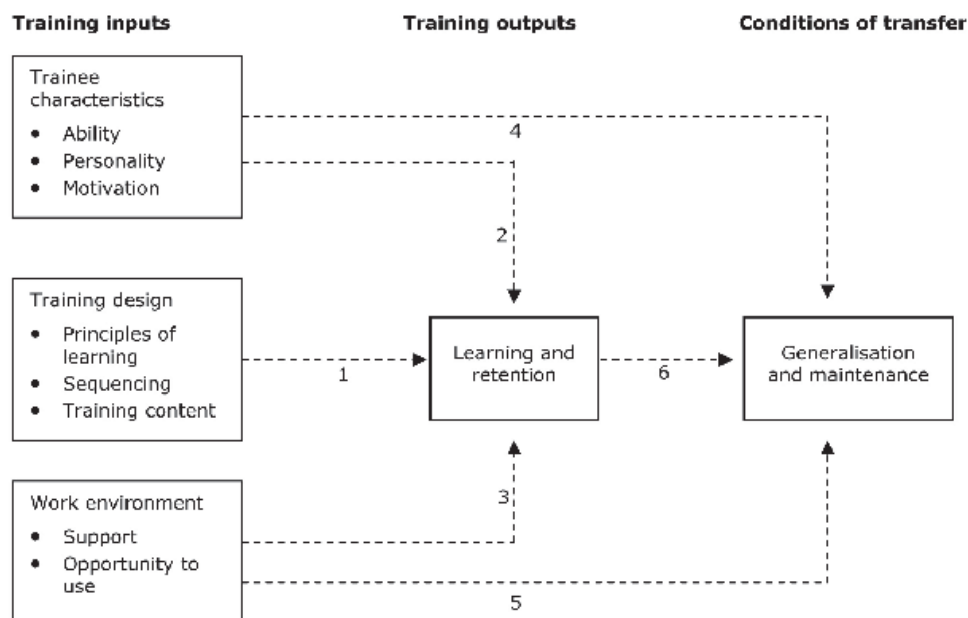 Training inputs
Training outputs
Conditions of transfer
Trainee
characteristics
• Ability
• Personality
• Motivation
4
2
Training design
• Principles of
learning
• Sequencing
• Training content
1
Learning and
retention
6
Generalisation
and maintenance
Work environment
• Support
• Opportunity to
use
3
5